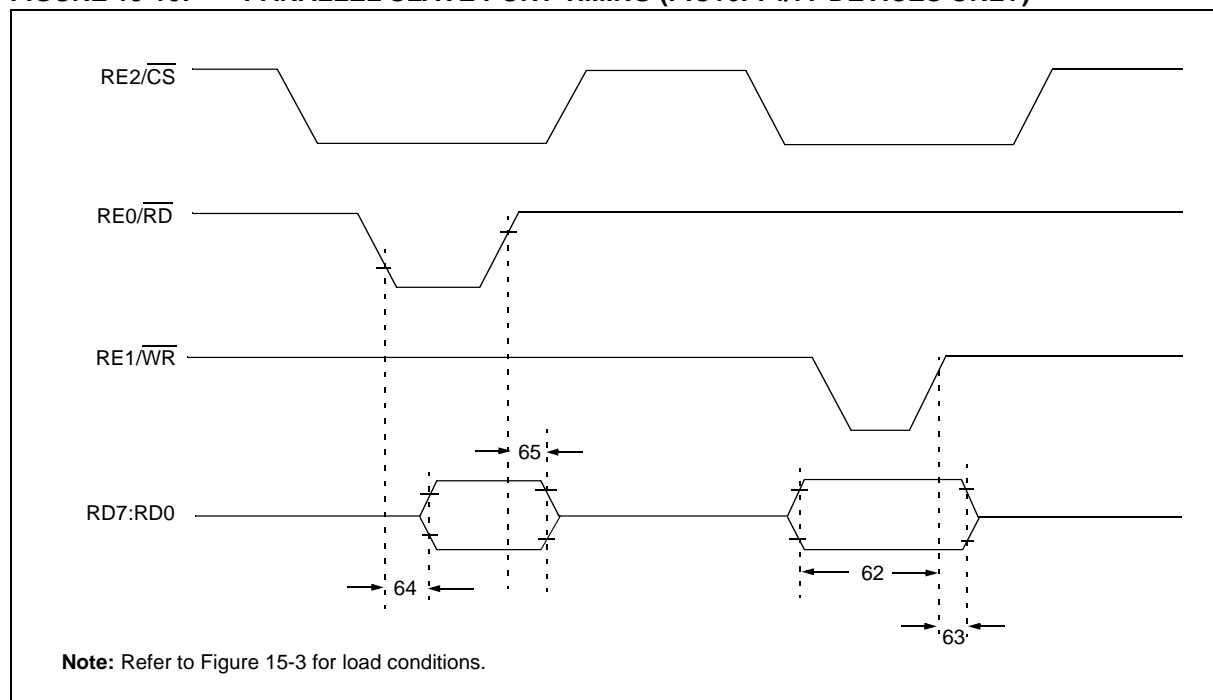 RE2/CS
RE0/RD
RE1/WR
65
RD7:RD0
62
64
63
Note: Refer to Figure 15-3 for load conditions.